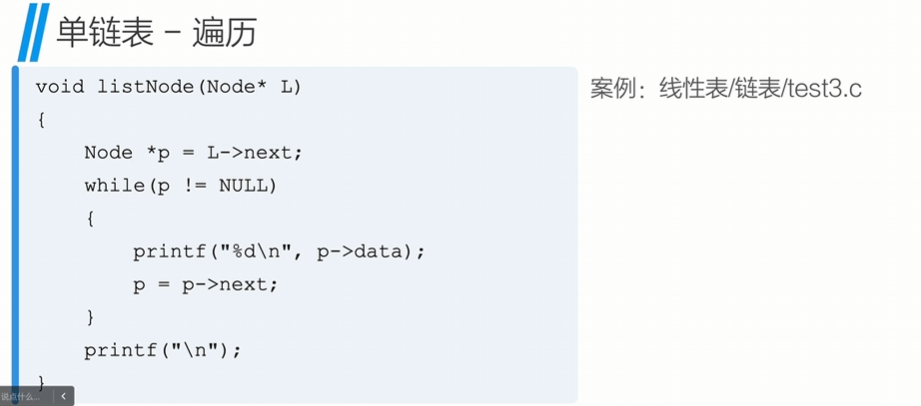 单链表 - 遍历
void listNode(Node* L)
{
    Node *p = L->next;
    while(p != NULL)
    {
        printf("%d\n", p->data);
        p = p->next;
    }
    printf("\n");
}
案例：线性表/链表/test3.c
说点什么...